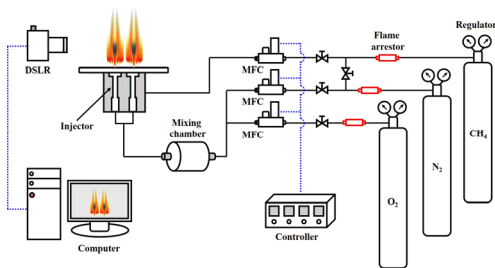 Regulator
Flame
arrestor
DSLR
MFC
MFC
MFC
Injector
Mixing
chamber
CH4
N2
O2
Computer
Controller